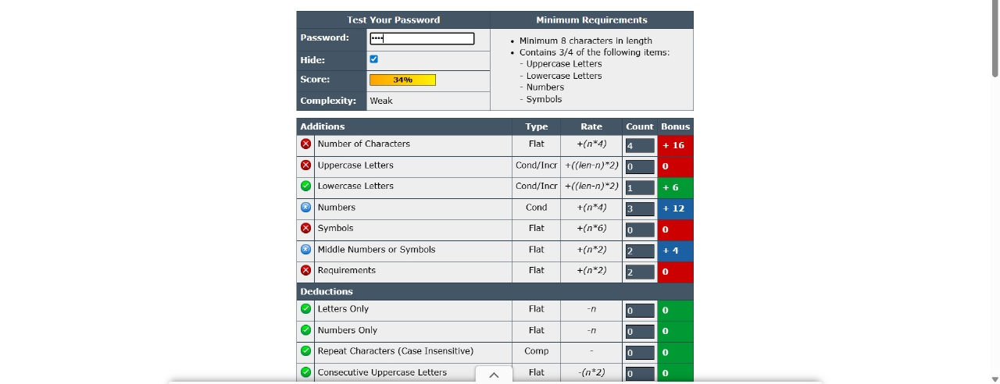 Test Your Password Minimum Requirements
Password: ••••
Hide:
Score: 34%
Complexity: Weak
• Minimum 8 characters in length
• Contains 3/4 of the following items:
- Uppercase Letters
- Lowercase Letters
- Numbers
- Symbols
Additions Type Rate Count Bonus
Number of Characters Flat +(n*4) 4 + 16
Uppercase Letters Cond/Incr +((len-n)*2) 0 0
Lowercase Letters Cond/Incr +((len-n)*2) 1 + 6
Numbers Cond +(n*4) 3 + 12
Symbols Flat +(n*6) 0 0
Middle Numbers or Symbols Flat +(n*2) 2 + 4
Requirements Flat +(n*2) 2 0
Deductions
Letters Only Flat -n 0 0
Numbers Only Flat -n 0 0
Repeat Characters (Case Insensitive) Comp - 0 0
Consecutive Uppercase Letters Flat -(n*2) 0 0